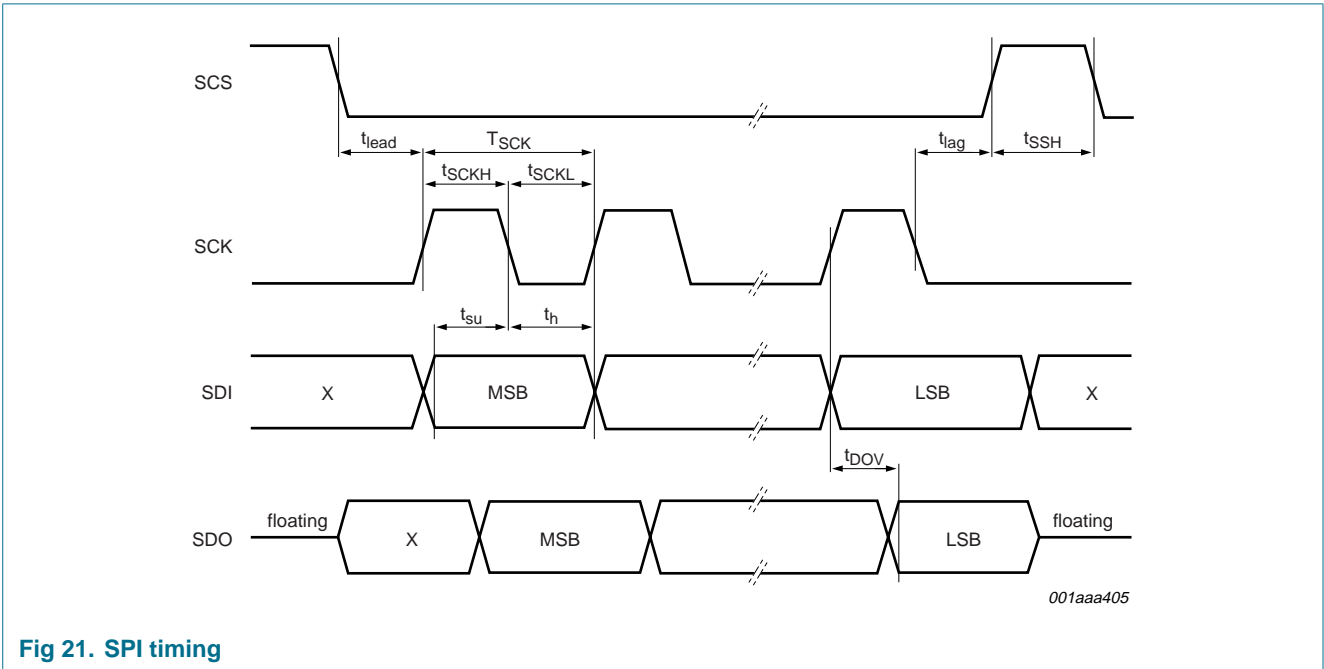 SCS
tlead
TSCK
tlag
tSSH
tSCKH
tSCKL
SCK
tsu
th
SDI
X
MSB
LSB
X
tDOV
SDO
floating
X
MSB
LSB
floating
001aaa405
Fig 21. SPI timing